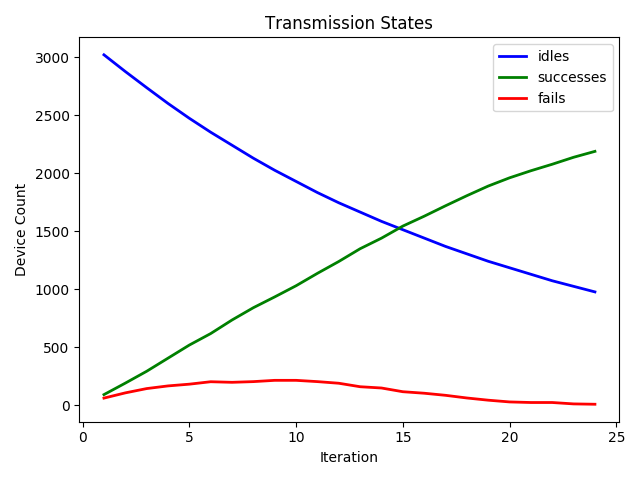 Transmission States
idles
successes
fails
Device Count
3000
2500
2000
1500
1000
500
0
0 5 10 15 20 25
Iteration